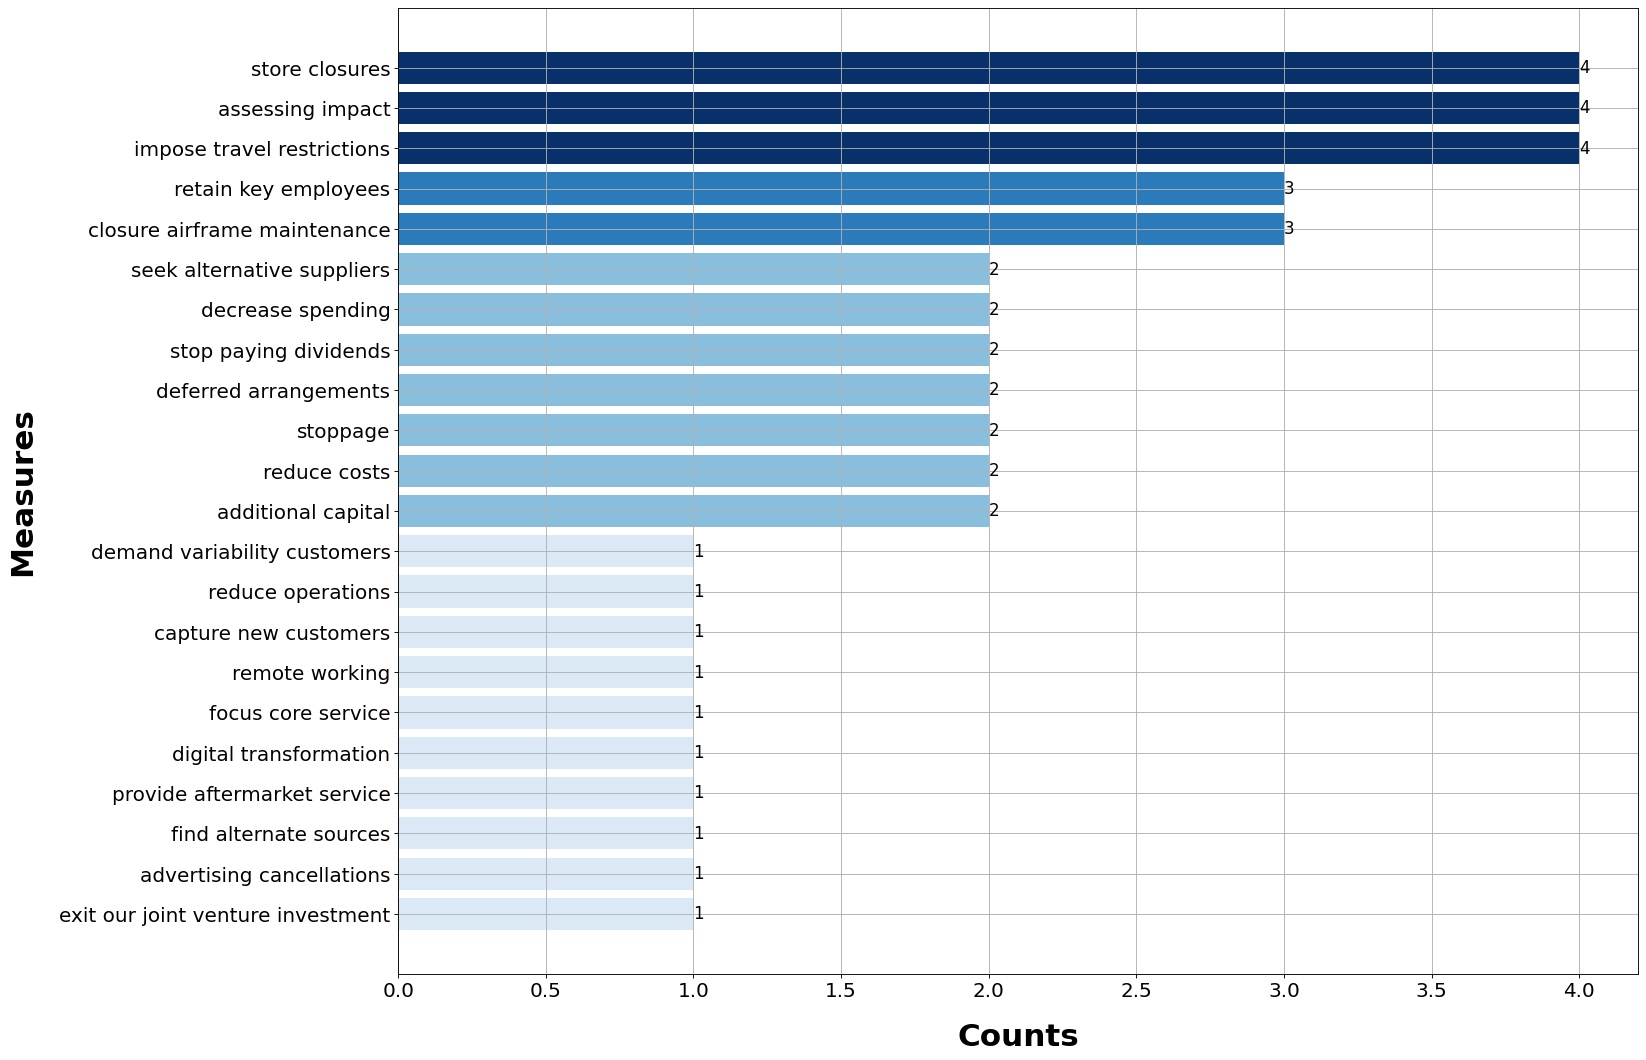 store closures 4
assessing impact 4
impose travel restrictions 4
retain key employees 3
closure airframe maintenance 3
seek alternative suppliers 2
decrease spending 2
stop paying dividends 2
deferred arrangements 2
stoppage 2
reduce costs 2
additional capital 2
demand variability customers 1
reduce operations 1
capture new customers 1
remote working 1
focus core service 1
digital transformation 1
provide aftermarket service 1
find alternate sources 1
advertising cancellations 1
exit our joint venture investment 1
Measures
0.0 0.5 1.0 1.5 2.0 2.5 3.0 3.5 4.0
Counts